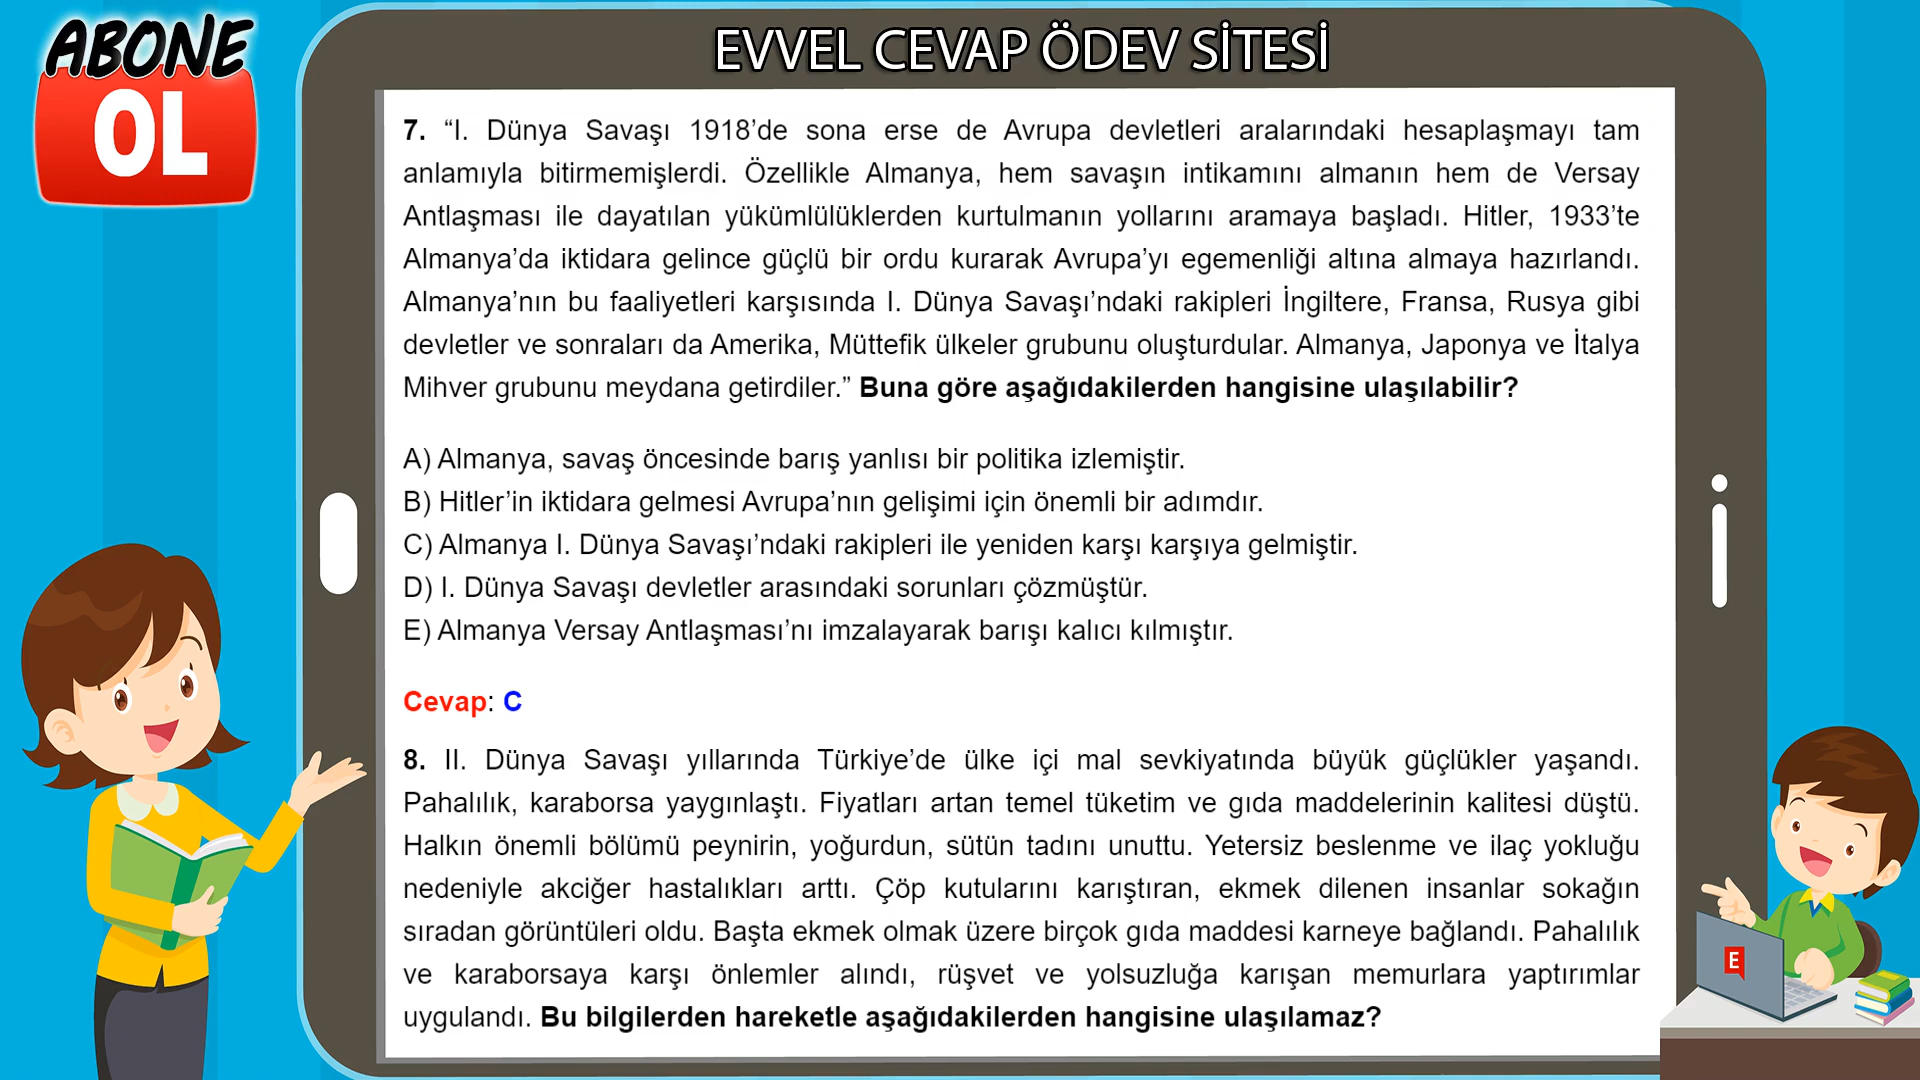 ABONE
OL
EVVEL CEVAP ÖDEV SİTESİ
7. “I. Dünya Savaşı 1918’de sona erse de Avrupa devletleri aralarındaki hesaplaşmayı tam
anlamıyla bitirmemişlerdi. Özellikle Almanya, hem savaşın intikamını almanın hem de Versay
Antlaşması ile dayatılan yükümlülüklerden kurtulmanın yollarını aramaya başladı. Hitler, 1933’te
Almanya’da iktidara gelince güçlü bir ordu kurarak Avrupa’yı egemenliği altına almaya hazırlandı.
Almanya’nın bu faaliyetleri karşısında I. Dünya Savaşı’ndaki rakipleri İngiltere, Fransa, Rusya gibi
devletler ve sonraları da Amerika, Müttefik ülkeler grubunu oluşturdular. Almanya, Japonya ve İtalya
Mihver grubunu meydana getirdiler.” Buna göre aşağıdakilerden hangisine ulaşılabilir?
A) Almanya, savaş öncesinde barış yanlısı bir politika izlemiştir.
B) Hitler’in iktidara gelmesi Avrupa’nın gelişimi için önemli bir adımdır.
C) Almanya I. Dünya Savaşı’ndaki rakipleri ile yeniden karşı karşıya gelmiştir.
D) I. Dünya Savaşı devletler arasındaki sorunları çözmüştür.
E) Almanya Versay Antlaşması’nı imzalayarak barışı kalıcı kılmıştır.
Cevap: C
8. II. Dünya Savaşı yıllarında Türkiye’de ülke içi mal sevkiyatında büyük güçlükler yaşandı.
Pahalılık, karaborsa yaygınlaştı. Fiyatları artan temel tüketim ve gıda maddelerinin kalitesi düştü.
Halkın önemli bölümü peynirin, yoğurdun, sütün tadını unuttu. Yetersiz beslenme ve ilaç yokluğu
nedeniyle akciğer hastalıkları arttı. Çöp kutularını karıştıran, ekmek dilenen insanlar sokağın
sıradan görüntüleri oldu. Başta ekmek olmak üzere birçok gıda maddesi karneye bağlandı. Pahalılık
ve karaborsaya karşı önlemler alındı, rüşvet ve yolsuzluğa karışan memurlara yaptırımlar
uygulandı. Bu bilgilerden hareketle aşağıdakilerden hangisine ulaşılamaz?
E